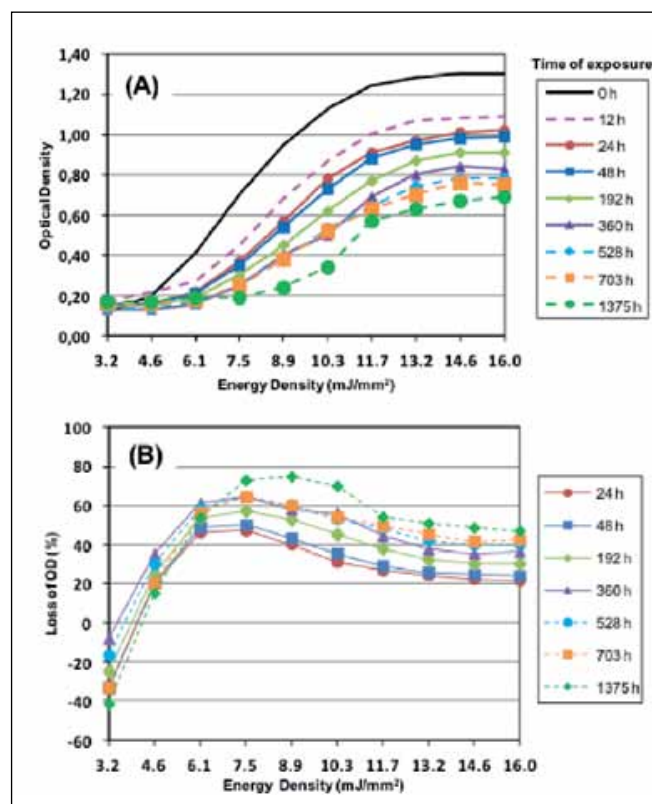 (A)
1,40
1,20
1,00
0,80
0,60
0,40
0,20
0,00
Optical Density
3.2 4.6 6.1 7.5 8.9 10.3 11.7 13.2 14.6 16.0
Energy Density (mJ/mm²)
Time of exposure
0 h
12 h
24 h
48 h
192 h
360 h
528 h
703 h
1375 h
(B)
100
80
60
40
20
0
-20
-40
-60
Loss of OD (%)
3.2 4.6 6.1 7.5 8.9 10.3 11.7 13.2 14.6 16.0
Energy Density (mJ/mm²)
24 h
48 h
192 h
360 h
528 h
703 h
1375 h